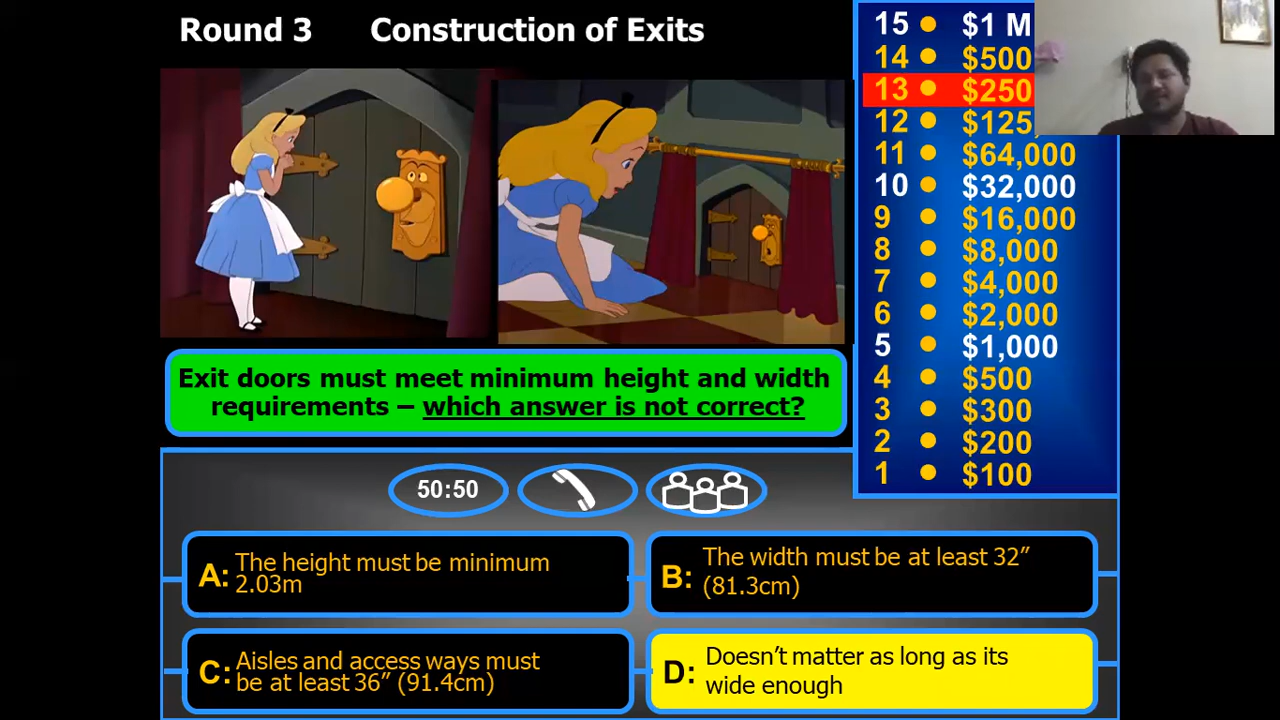 Round 3 Construction of Exits
15 $1 M
14 $500
13 $250
12 $125,
11 $64,000
10 $32,000
9 $16,000
8 $8,000
7 $4,000
6 $2,000
5 $1,000
4 $500
3 $300
2 $200
1 $100
Exit doors must meet minimum height and width
requirements – which answer is not correct?
50:50
A: The height must be minimum
2.03m
B: The width must be at least 32”
(81.3cm)
C: Aisles and access ways must
be at least 36” (91.4cm)
D: Doesn’t matter as long as its
wide enough